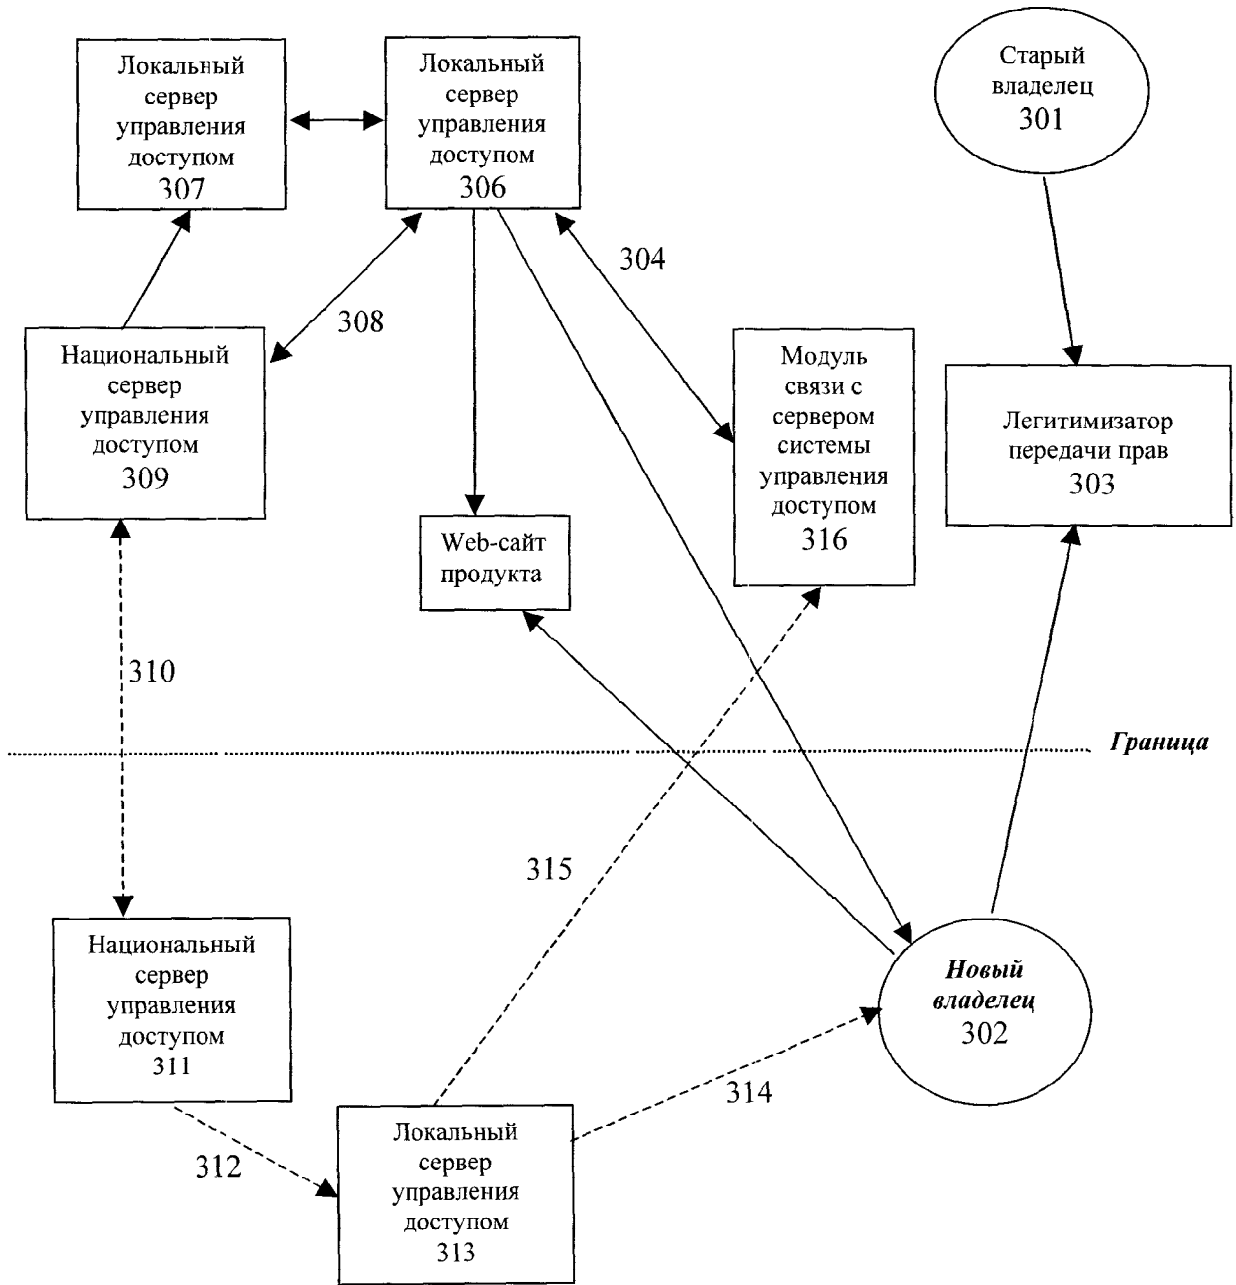 Локальный
сервер
управления
доступом
307
Локальный
сервер
управления
доступом
306
Старый
владелец
301
304
308
Национальный
сервер
управления
доступом
309
Модуль
связи с
сервером
системы
управления
доступом
316
Легитимизатор
передачи прав
303
Web-сайт
продукта
310
Граница
315
Национальный
сервер
управления
доступом
311
Новый
владелец
302
314
312
Локальный
сервер
управления
доступом
313